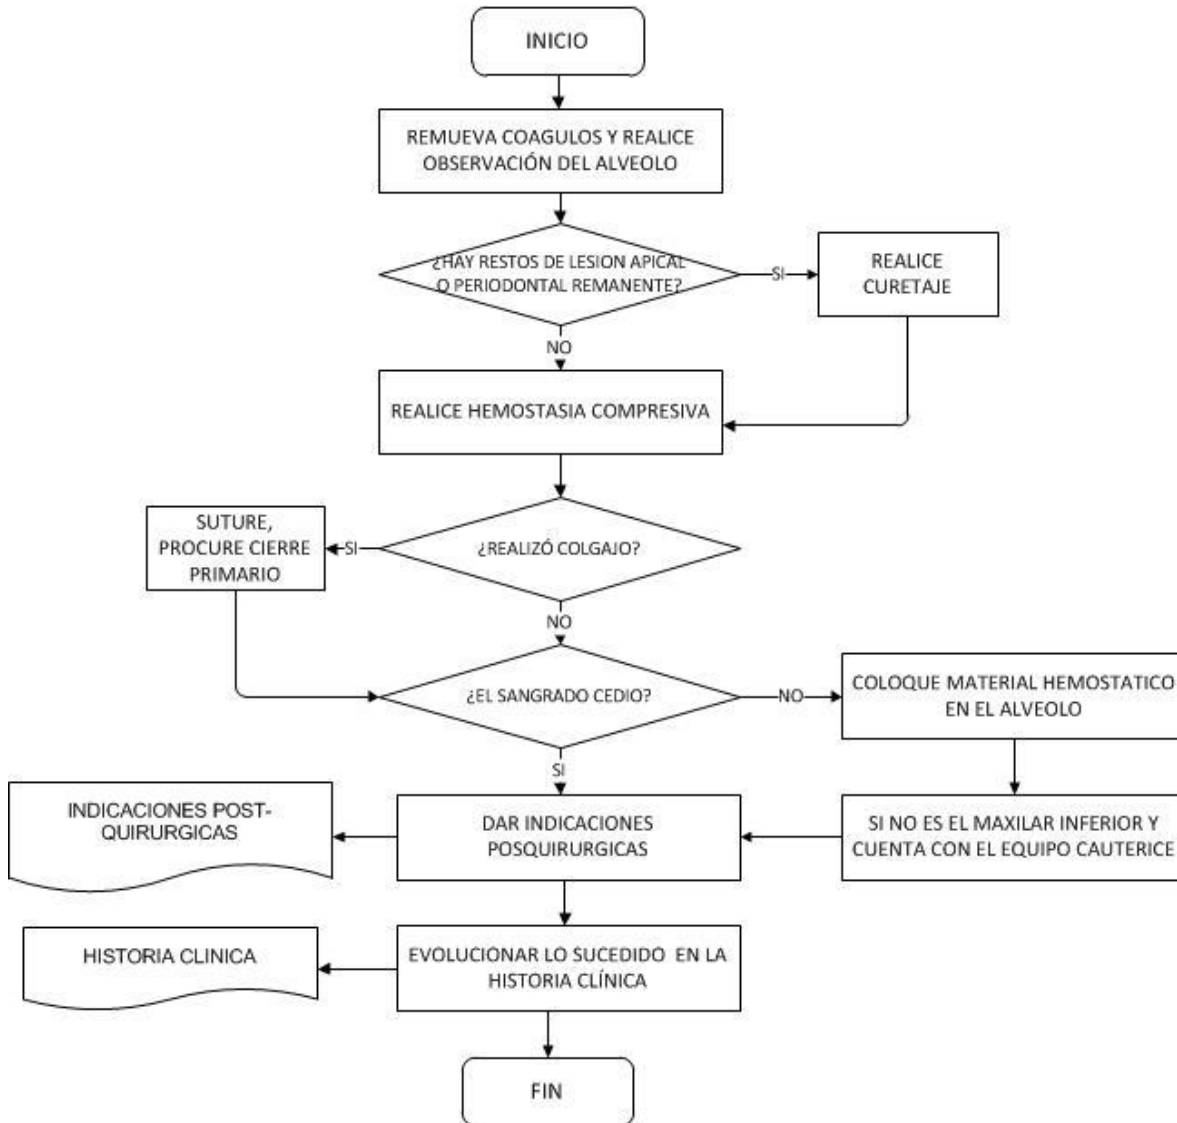 INICIO
REMUEVA COAGULOS Y REALICE
OBSERVACIÓN DEL ALVEOLO
¿HAY RESTOS DE LESION APICAL
O PERIODONTAL REMANENTE?
SI
REALICE
CURETAJE
NO
REALICE HEMOSTASIA COMPRESIVA
SUTURE,
PROCURE CIERRE
PRIMARIO
SI
¿REALIZÓ COLGAJO?
NO
¿EL SANGRADO CEDIO?
NO
COLOQUE MATERIAL HEMOSTATICO
EN EL ALVEOLO
SI
INDICACIONES POST-
QUIRURGICAS
DAR INDICACIONES
POSQUIRURGICAS
SI NO ES EL MAXILAR INFERIOR Y
CUENTA CON EL EQUIPO CAUTERICE
HISTORIA CLINICA
EVOLUCIONAR LO SUCEDIDO EN LA
HISTORIA CLÍNICA
FIN